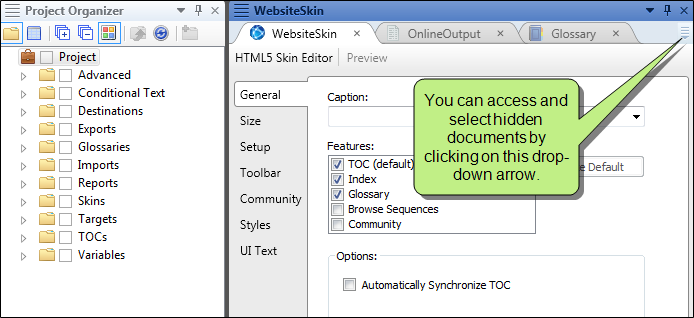 Project Organizer
WebsiteSkin
WebsiteSkin
OnlineOutput
Glossary
Project
Advanced
Conditional Text
Destinations
Exports
Glossaries
Imports
Reports
Skins
Targets
TOCs
Variables
HTML5 Skin Editor
Preview
General
Size
Setup
Toolbar
Community
Styles
UI Text
Caption:
Features:
TOC (default)
Index
Glossary
Browse Sequences
Community
Default
Options:
Automatically Synchronize TOC
You can access and
select hidden
documents by
clicking on this drop-
down arrow.